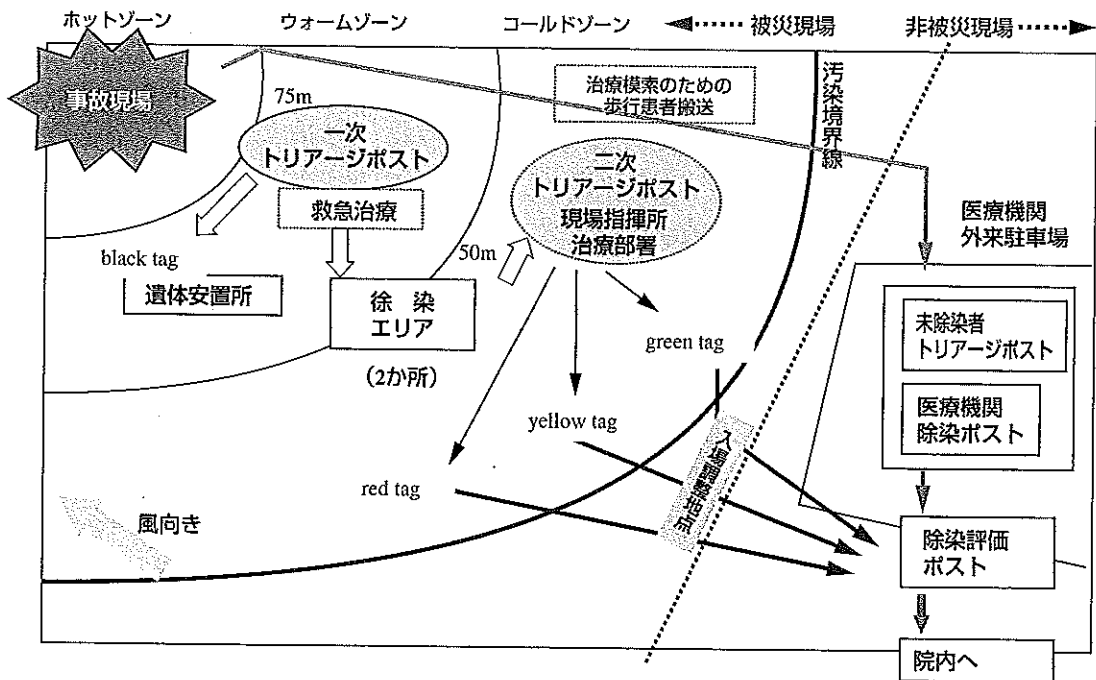 ホットゾーン
ウォームゾーン
コールドゾーン
被災現場
非被災現場
事故現場
75m
一次
トリアージポスト
救急治療
black tag
遺体安置所
50m
徐 染
エリア
(2か所)
治療模索のための
歩行患者搬送
二次
トリアージポスト
現場指揮所
治療部署
汚染境界線
green tag
yellow tag
red tag
入場調整地点
風向き
医療機関
外来駐車場
未除染者
トリアージポスト
医療機関
除染ポスト
除染評価
ポスト
院内へ